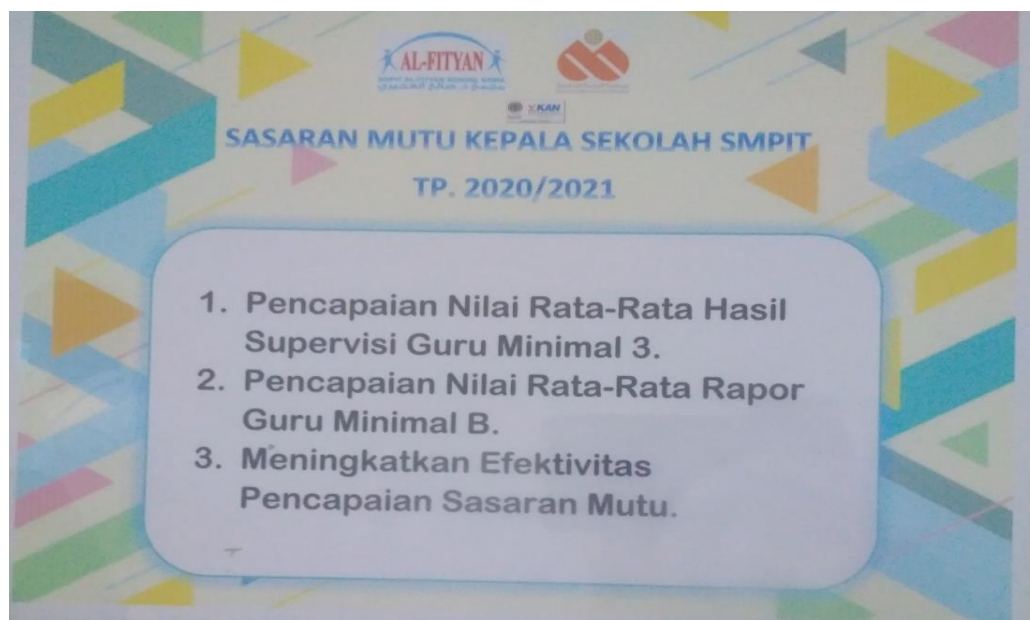 AL-FITYAN
KAN
SASARAN MUTU KEPALA SEKOLAH SMPIT
TP. 2020/2021
1. Pencapaian Nilai Rata-Rata Hasil
Supervisi Guru Minimal 3.
2. Pencapaian Nilai Rata-Rata Rapor
Guru Minimal B.
3. Meningkatkan Efektivitas
Pencapaian Sasaran Mutu.